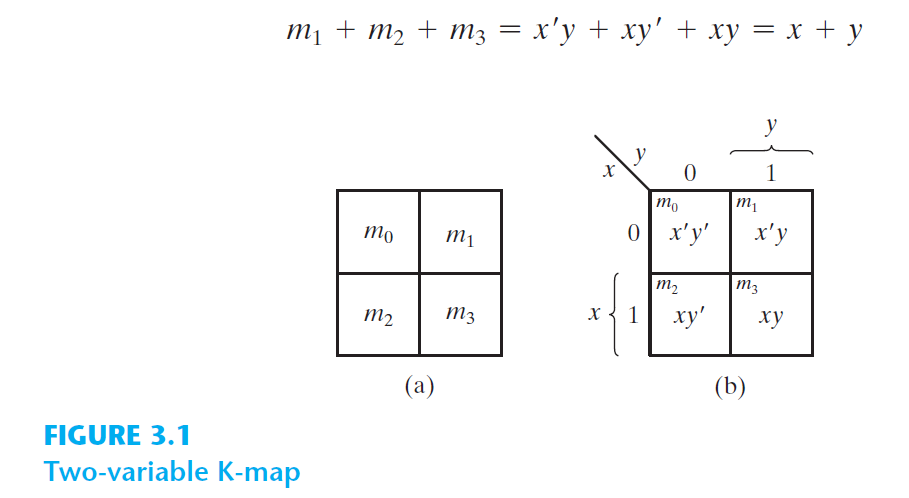 m₁ + m₂ + m₃ = x'y + xy' + xy = x + y
y
y
x
0 1
m₀ m₁
m₀ m₁
0 x'y' x'y
m₂ m₃
m₂ m₃
x { 1 xy' xy
(a) (b)
FIGURE 3.1
Two-variable K-map